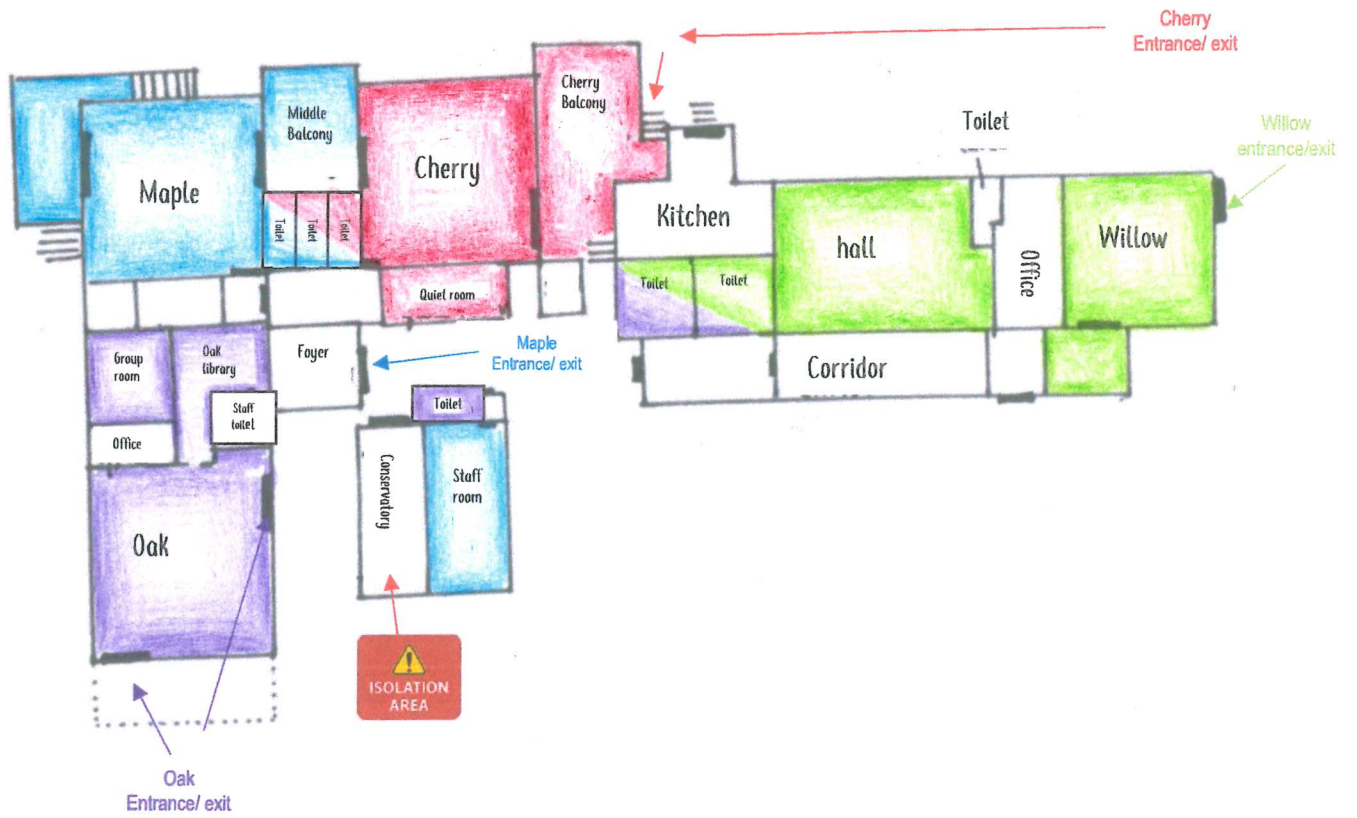 Cherry
Entrance/ exit
Cherry
Balcony
Middle
Balcony
Toilet
Willow
entrance/exit
Cherry
Maple
Kitchen
hall
Willow
Office
Toilet
Toilet
Toilet
Toilet
Toilet
Quiet room
Maple
Entrance/ exit
Foyer
Group
room
Oak
library
Corridor
Staff
toilet
Toilet
Office
Conservatory
Staff
room
Oak
ISOLATION
AREA
Oak
Entrance/ exit